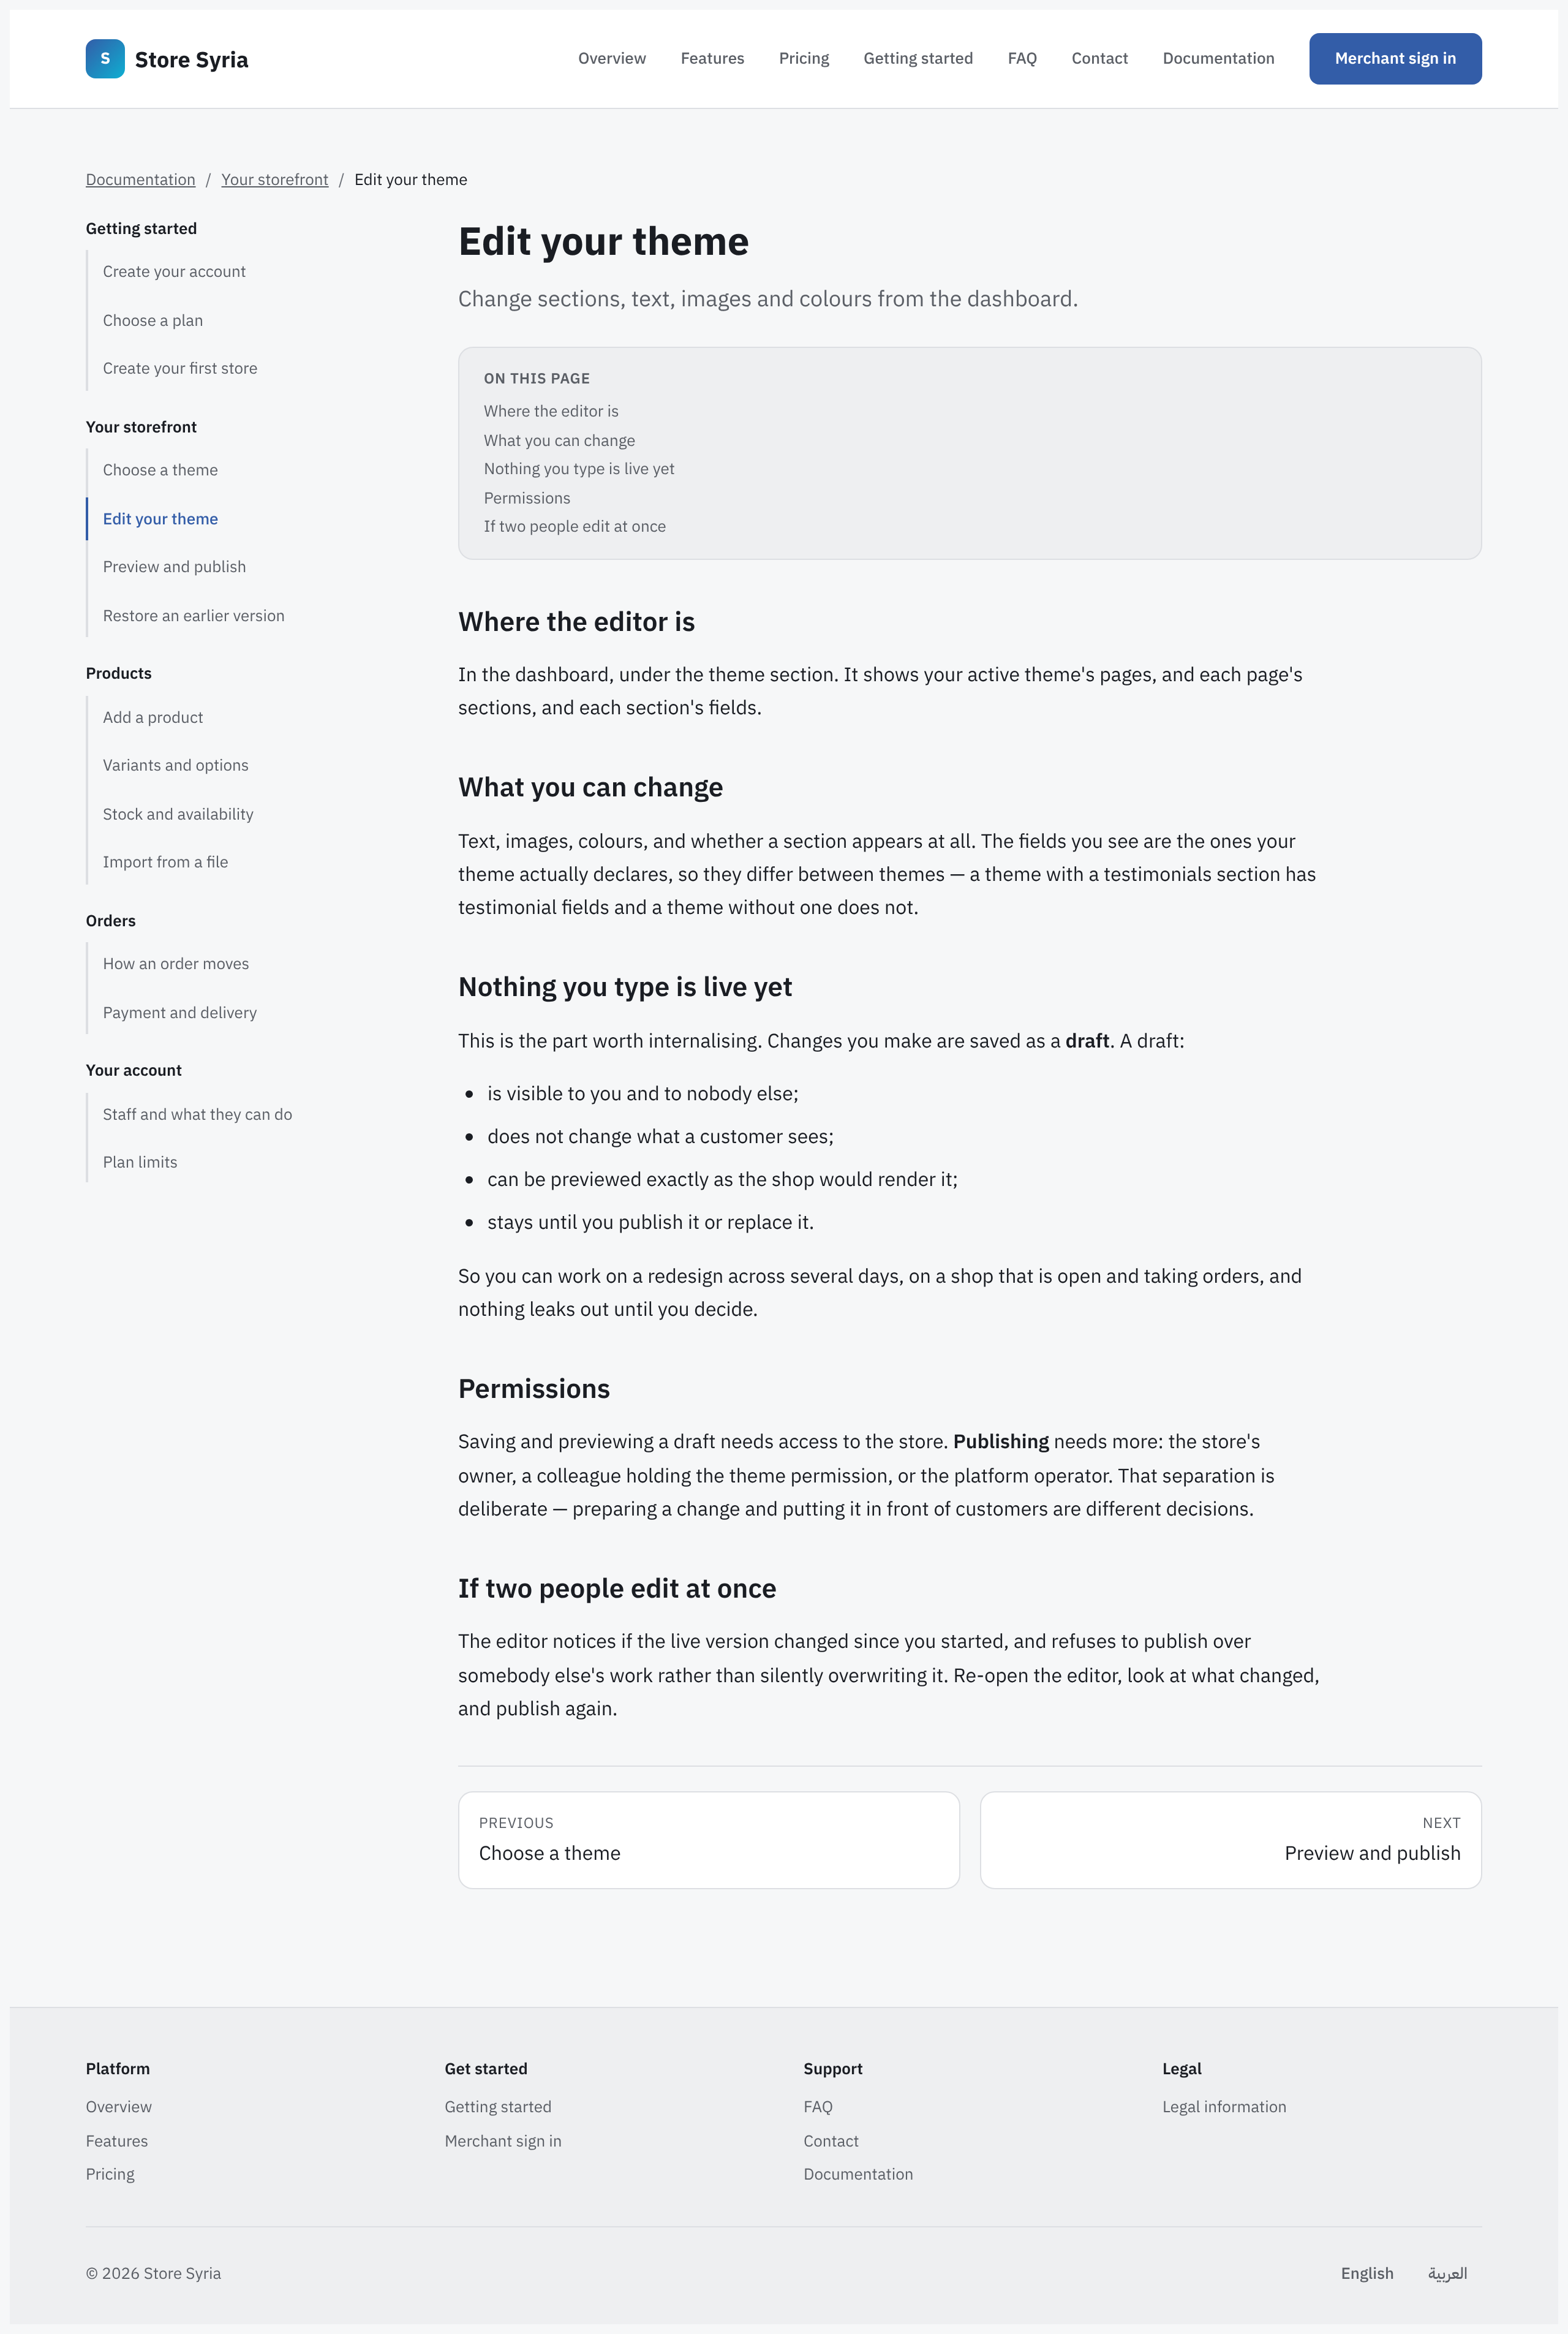 S
Store Syria
Overview
Features
Pricing
Getting started
FAQ
Contact
Documentation
Merchant sign in
Documentation / Your storefront / Edit your theme
Getting started
Create your account
Choose a plan
Create your first store
Your storefront
Choose a theme
Edit your theme
Preview and publish
Restore an earlier version
Products
Add a product
Variants and options
Stock and availability
Import from a file
Orders
How an order moves
Payment and delivery
Your account
Staff and what they can do
Plan limits
Edit your theme
Change sections, text, images and colours from the dashboard.
ON THIS PAGE
Where the editor is
What you can change
Nothing you type is live yet
Permissions
If two people edit at once
Where the editor is
In the dashboard, under the theme section. It shows your active theme's pages, and each page's
sections, and each section's fields.
What you can change
Text, images, colours, and whether a section appears at all. The fields you see are the ones your
theme actually declares, so they differ between themes — a theme with a testimonials section has
testimonial fields and a theme without one does not.
Nothing you type is live yet
This is the part worth internalising. Changes you make are saved as a draft. A draft:
• is visible to you and to nobody else;
• does not change what a customer sees;
• can be previewed exactly as the shop would render it;
• stays until you publish it or replace it.
So you can work on a redesign across several days, on a shop that is open and taking orders, and
nothing leaks out until you decide.
Permissions
Saving and previewing a draft needs access to the store. Publishing needs more: the store's
owner, a colleague holding the theme permission, or the platform operator. That separation is
deliberate — preparing a change and putting it in front of customers are different decisions.
If two people edit at once
The editor notices if the live version changed since you started, and refuses to publish over
somebody else's work rather than silently overwriting it. Re-open the editor, look at what changed,
and publish again.
PREVIOUS
Choose a theme
NEXT
Preview and publish
Platform
Overview
Features
Pricing
Get started
Getting started
Merchant sign in
Support
FAQ
Contact
Documentation
Legal
Legal information
© 2026 Store Syria
English
العربية